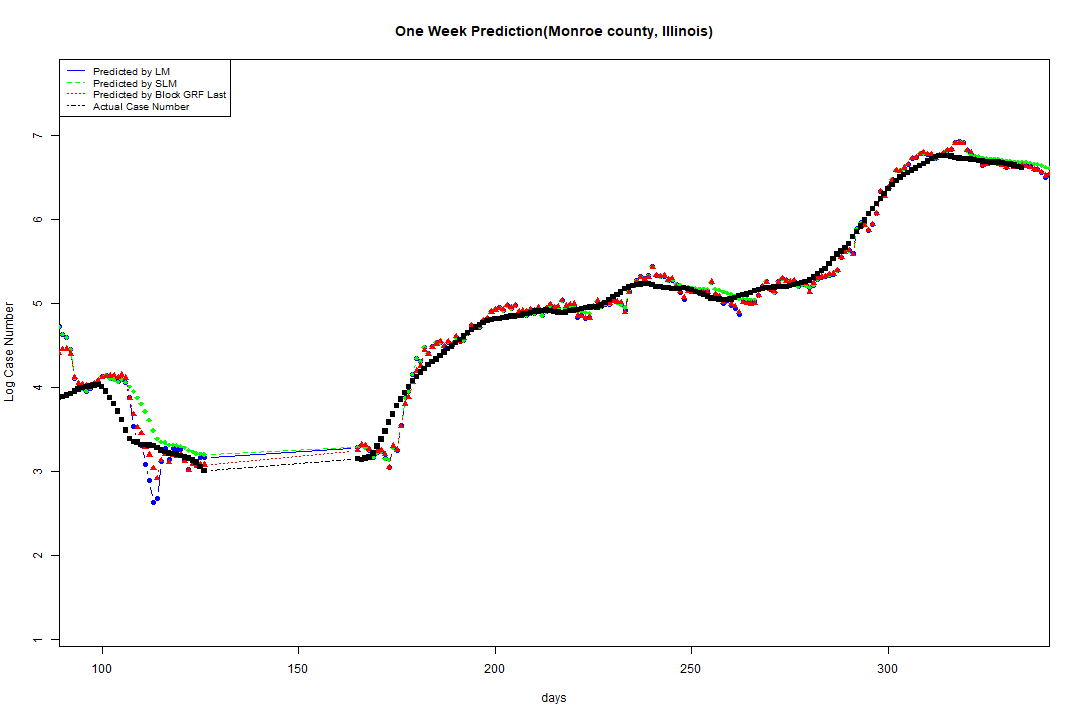 One Week Prediction(Monroe county, Illinois)
Predicted by LM
Predicted by SLM
Predicted by Block GRF Last
Actual Case Number
7
6
5
4
3
2
1
Log Case Number
100 150 200 250 300
days